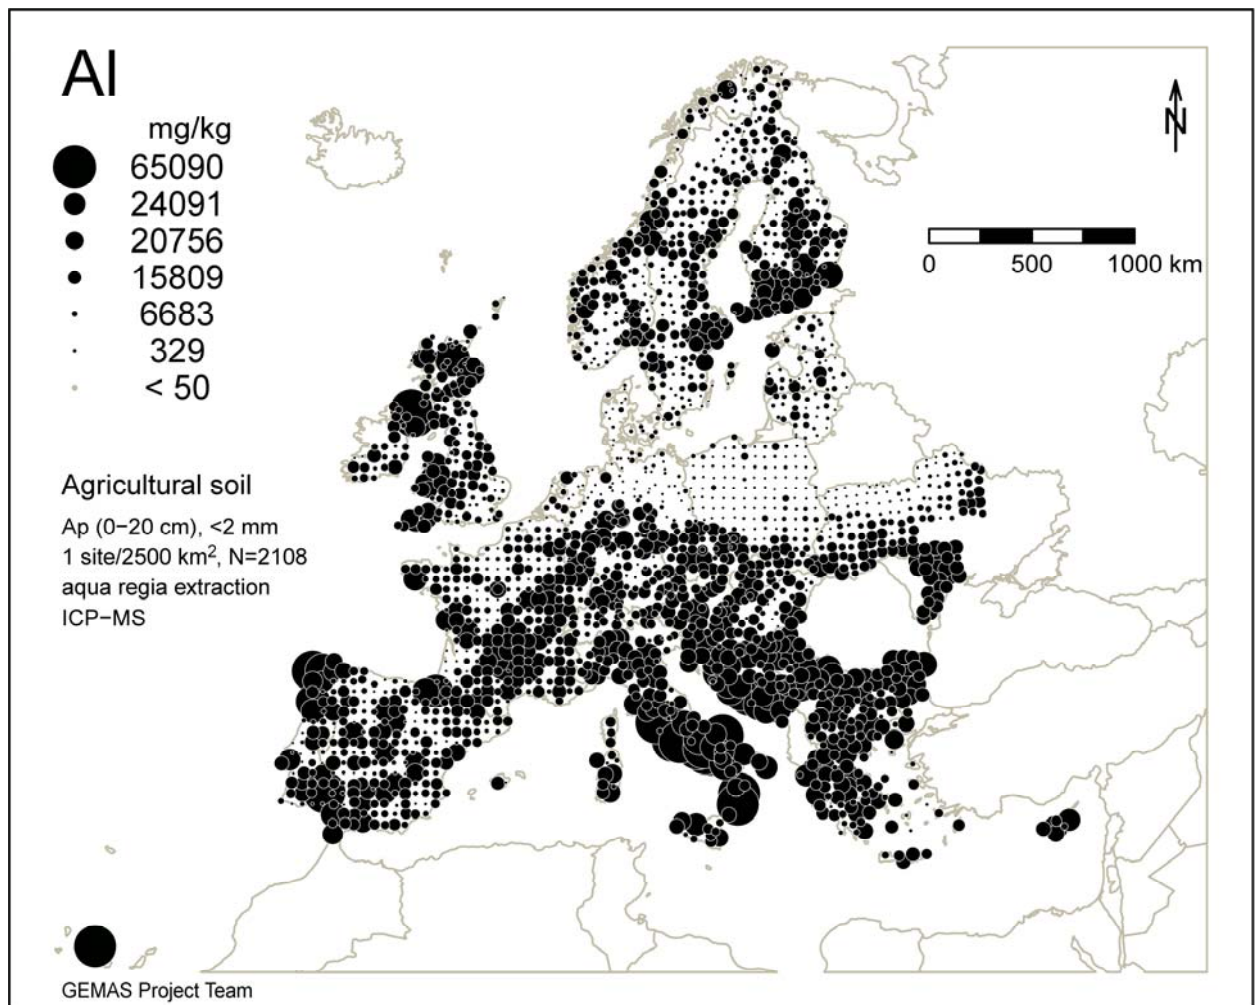 Al
mg/kg
65090
24091
20756
15809
6683
329
< 50
N
0 500 1000 km
Agricultural soil
Ap (0−20 cm), <2 mm
1 site/2500 km², N=2108
aqua regia extraction
ICP−MS
GEMAS Project Team